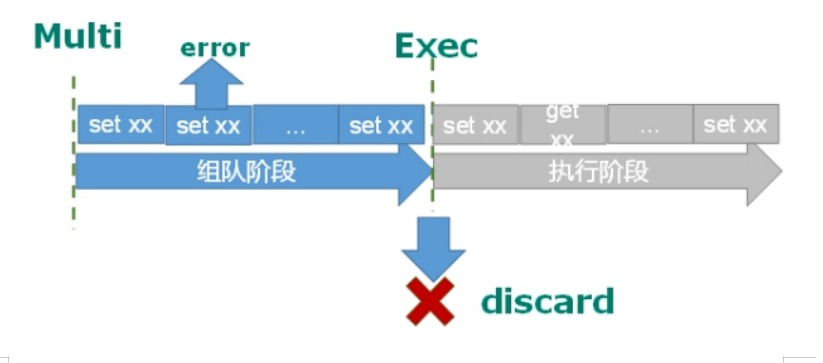 Multi
error
Exec
set xx
set xx
...
set xx
set xx
get
xx
...
set xx
组队阶段
执行阶段
discard